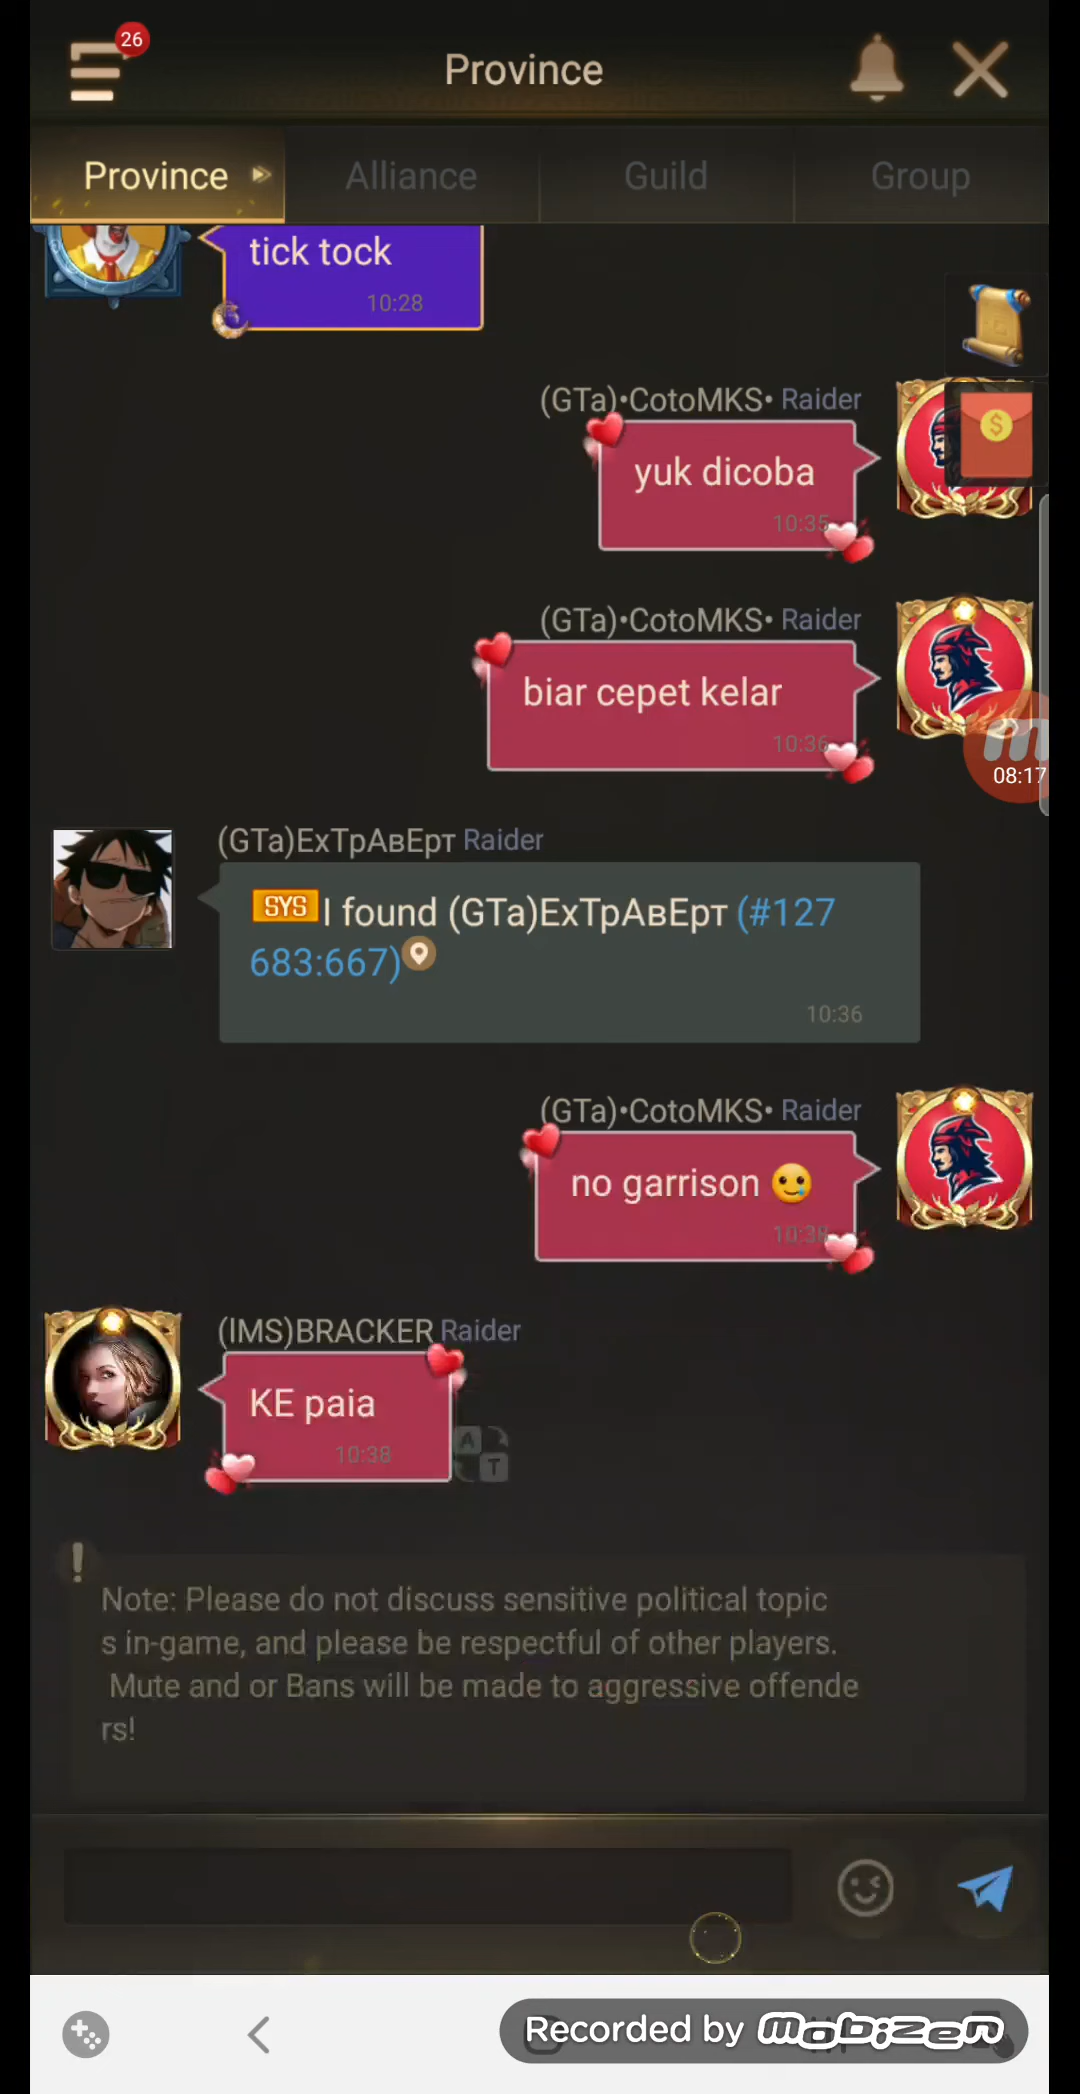 26
Province
Province
Alliance
Guild
Group
tick tock
10:28
(GTa)•CotoMKS• Raider
yuk dicoba
10:35
(GTa)•CotoMKS• Raider
biar cepet kelar
10:36
08:17
(GTa)ExTpAвEpт Raider
SYS I found (GTa)ExTpAвEpт (#127
683:667)
10:36
(GTa)•CotoMKS• Raider
no garrison 🥲
10:38
(IMS)BRACKER Raider
KE paia
10:38
A
T
Note: Please do not discuss sensitive political topic
s in-game, and please be respectful of other players.
Mute and or Bans will be made to aggressive offende
rs!
Recorded by mobizen